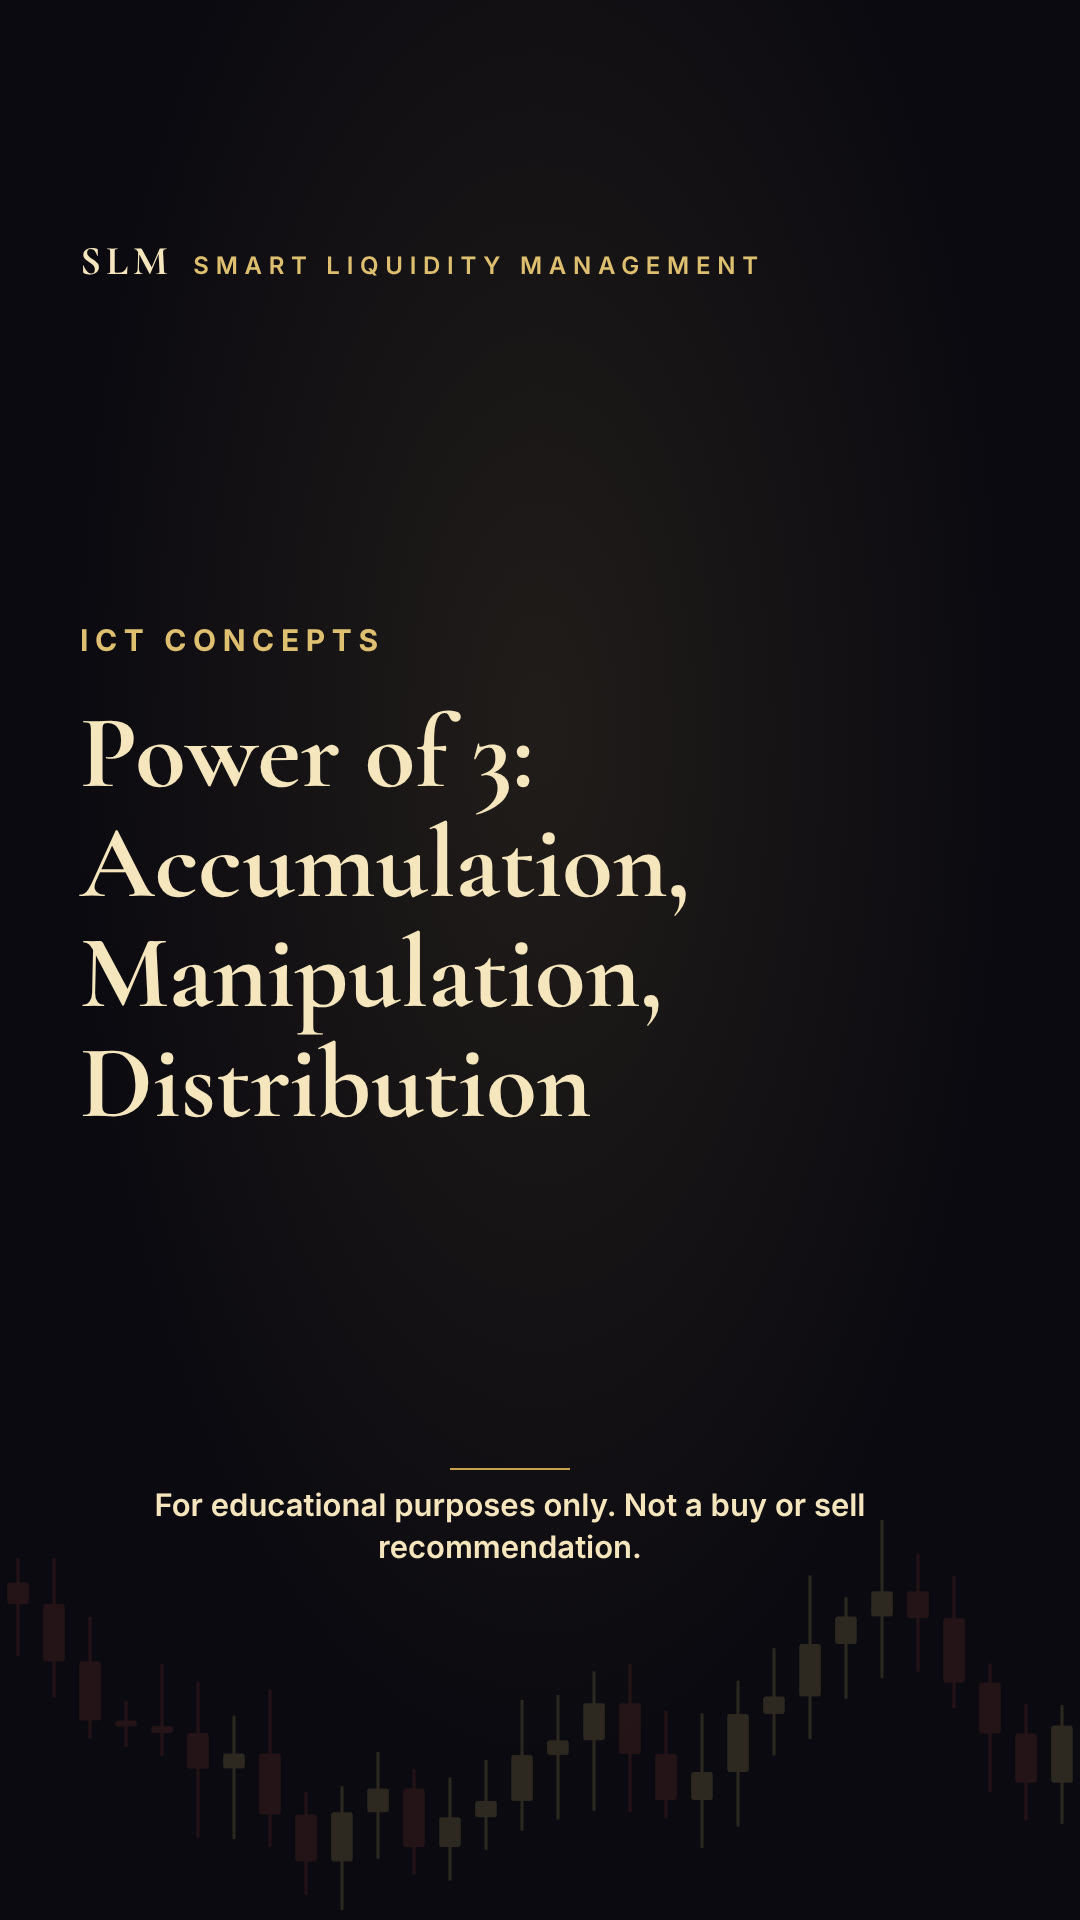 SLM SMART LIQUIDITY MANAGEMENT
ICT CONCEPTS
Power of 3:
Accumulation,
Manipulation,
Distribution
For educational purposes only. Not a buy or sell
recommendation.